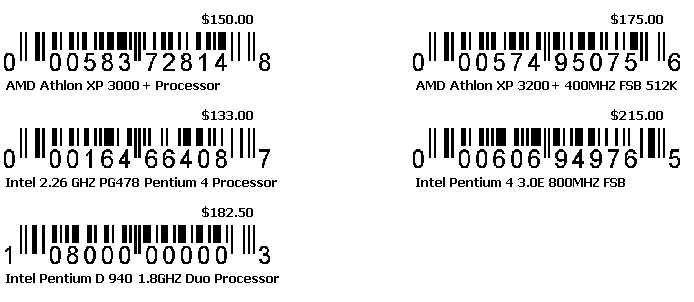 $150.00
0 00583 72814 8
AMD Athlon XP 3000 + Processor
$175.00
0 00574 95075 6
AMD Athlon XP 3200+ 400MHZ FSB 512K
$133.00
0 00164 66408 7
Intel 2.26 GHZ PG478 Pentium 4 Processor
$215.00
0 00606 94976 5
Intel Pentium 4 3.0E 800MHZ FSB
$182.50
1 08000 00000 3
Intel Pentium D 940 1.8GHZ Duo Processor